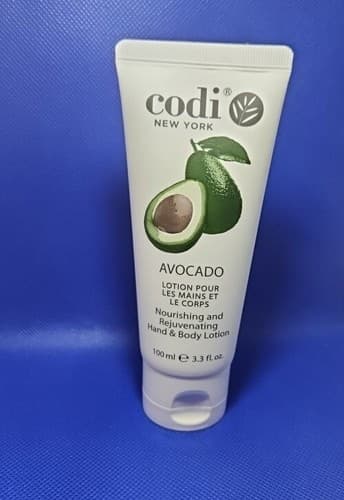 codi®
NEW YORK
AVOCADO
LOTION POUR
LES MAINS ET
LE CORPS
Nourishing and
Rejuvenating
Hand & Body Lotion
100 ml ℮ 3.3 fl. oz.